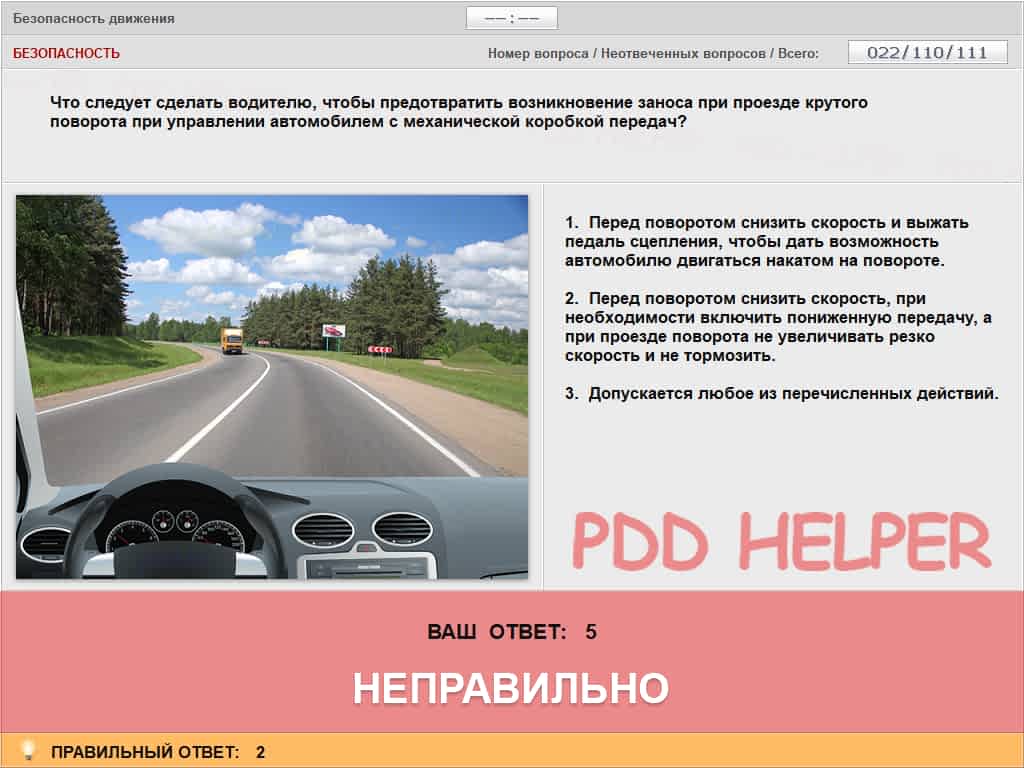 Безопасность движения
—— : ——
БЕЗОПАСНОСТЬ
Номер вопроса / Неотвеченных вопросов / Всего:
022/110/111
Что следует сделать водителю, чтобы предотвратить возникновение заноса при проезде крутого
поворота при управлении автомобилем с механической коробкой передач?
1. Перед поворотом снизить скорость и выжать
педаль сцепления, чтобы дать возможность
автомобилю двигаться накатом на повороте.
2. Перед поворотом снизить скорость, при
необходимости включить пониженную передачу, а
при проезде поворота не увеличивать резко
скорость и не тормозить.
3. Допускается любое из перечисленных действий.
PDD HELPER
ВАШ ОТВЕТ: 5
НЕПРАВИЛЬНО
ПРАВИЛЬНЫЙ ОТВЕТ: 2